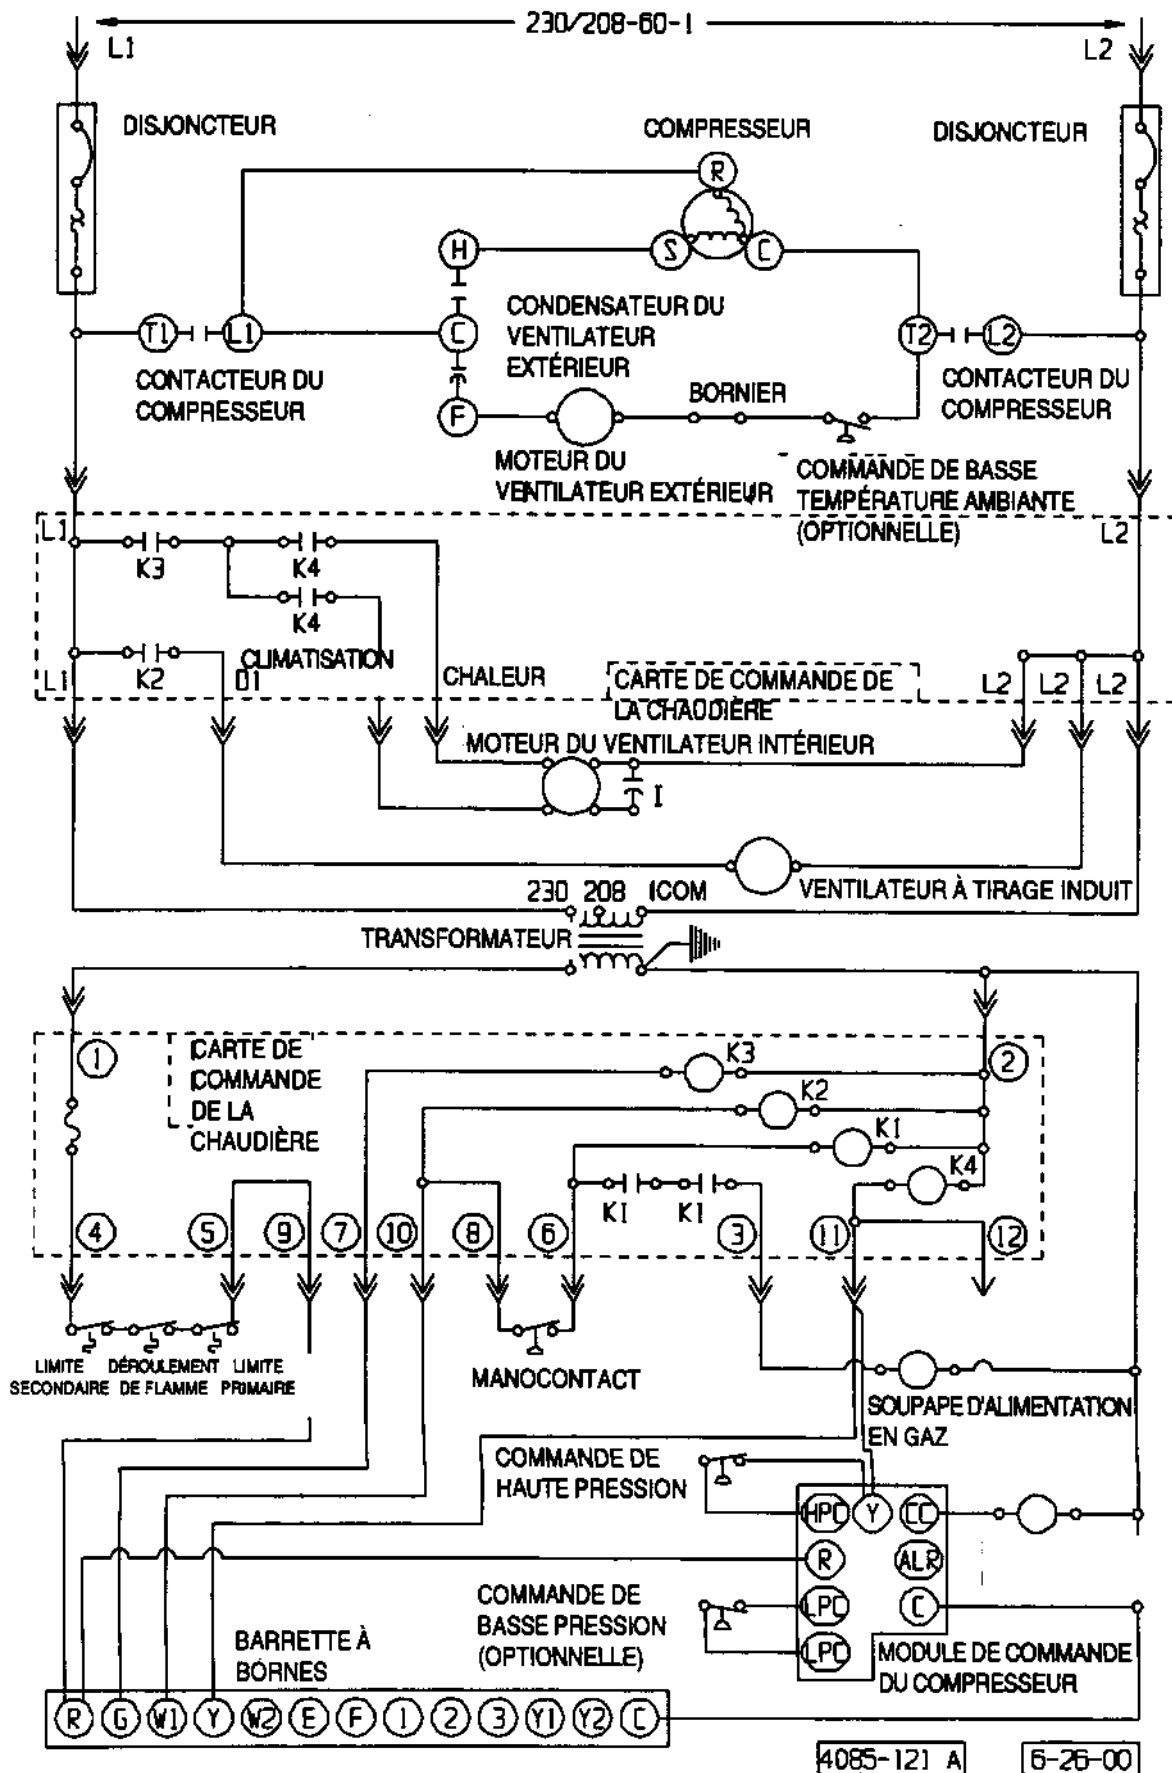 230/208-60-1
L1
L2
DISJONCTEUR
COMPRESSEUR
DISJONCTEUR
R
H
S
C
CONDENSATEUR DU
VENTILATEUR
EXTÉRIEUR
T1
L1
C
T2
L2
CONTACTEUR DU
COMPRESSEUR
CONTACTEUR DU
COMPRESSEUR
BORNIER
F
MOTEUR DU
VENTILATEUR EXTÉRIEUR
COMMANDE DE BASSE
TEMPÉRATURE AMBIANTE
(OPTIONNELLE)
L1
L2
K3
K4
K4
CLIMATISATION
L1
K2
D1
CHALEUR
CARTE DE COMMANDE DE
LA CHAUDIÈRE
L2
L2
L2
MOTEUR DU VENTILATEUR INTÉRIEUR
I
VENTILATEUR À TIRAGE INDUIT
230 208 1COM
TRANSFORMATEUR
1
CARTE DE
COMMANDE
DE LA
CHAUDIÈRE
K3
2
K2
K1
K4
K1
K1
4
5
9
7
10
8
6
3
11
12
LIMITE
SECONDAIRE
DÉROULEMENT
DE FLAMME
LIMITE
PRIMAIRE
MANOCONTACT
SOUPAPE D'ALIMENTATION
EN GAZ
COMMANDE DE
HAUTE PRESSION
HPC
Y
CC
R
ALR
COMMANDE DE
BASSE PRESSION
(OPTIONNELLE)
LPC
C
LPC
MODULE DE COMMANDE
DU COMPRESSEUR
BARRETTE À
BORNES
R G W1 Y W2 E F 1 2 3 Y1 Y2 C
4085-121 A
6-26-00